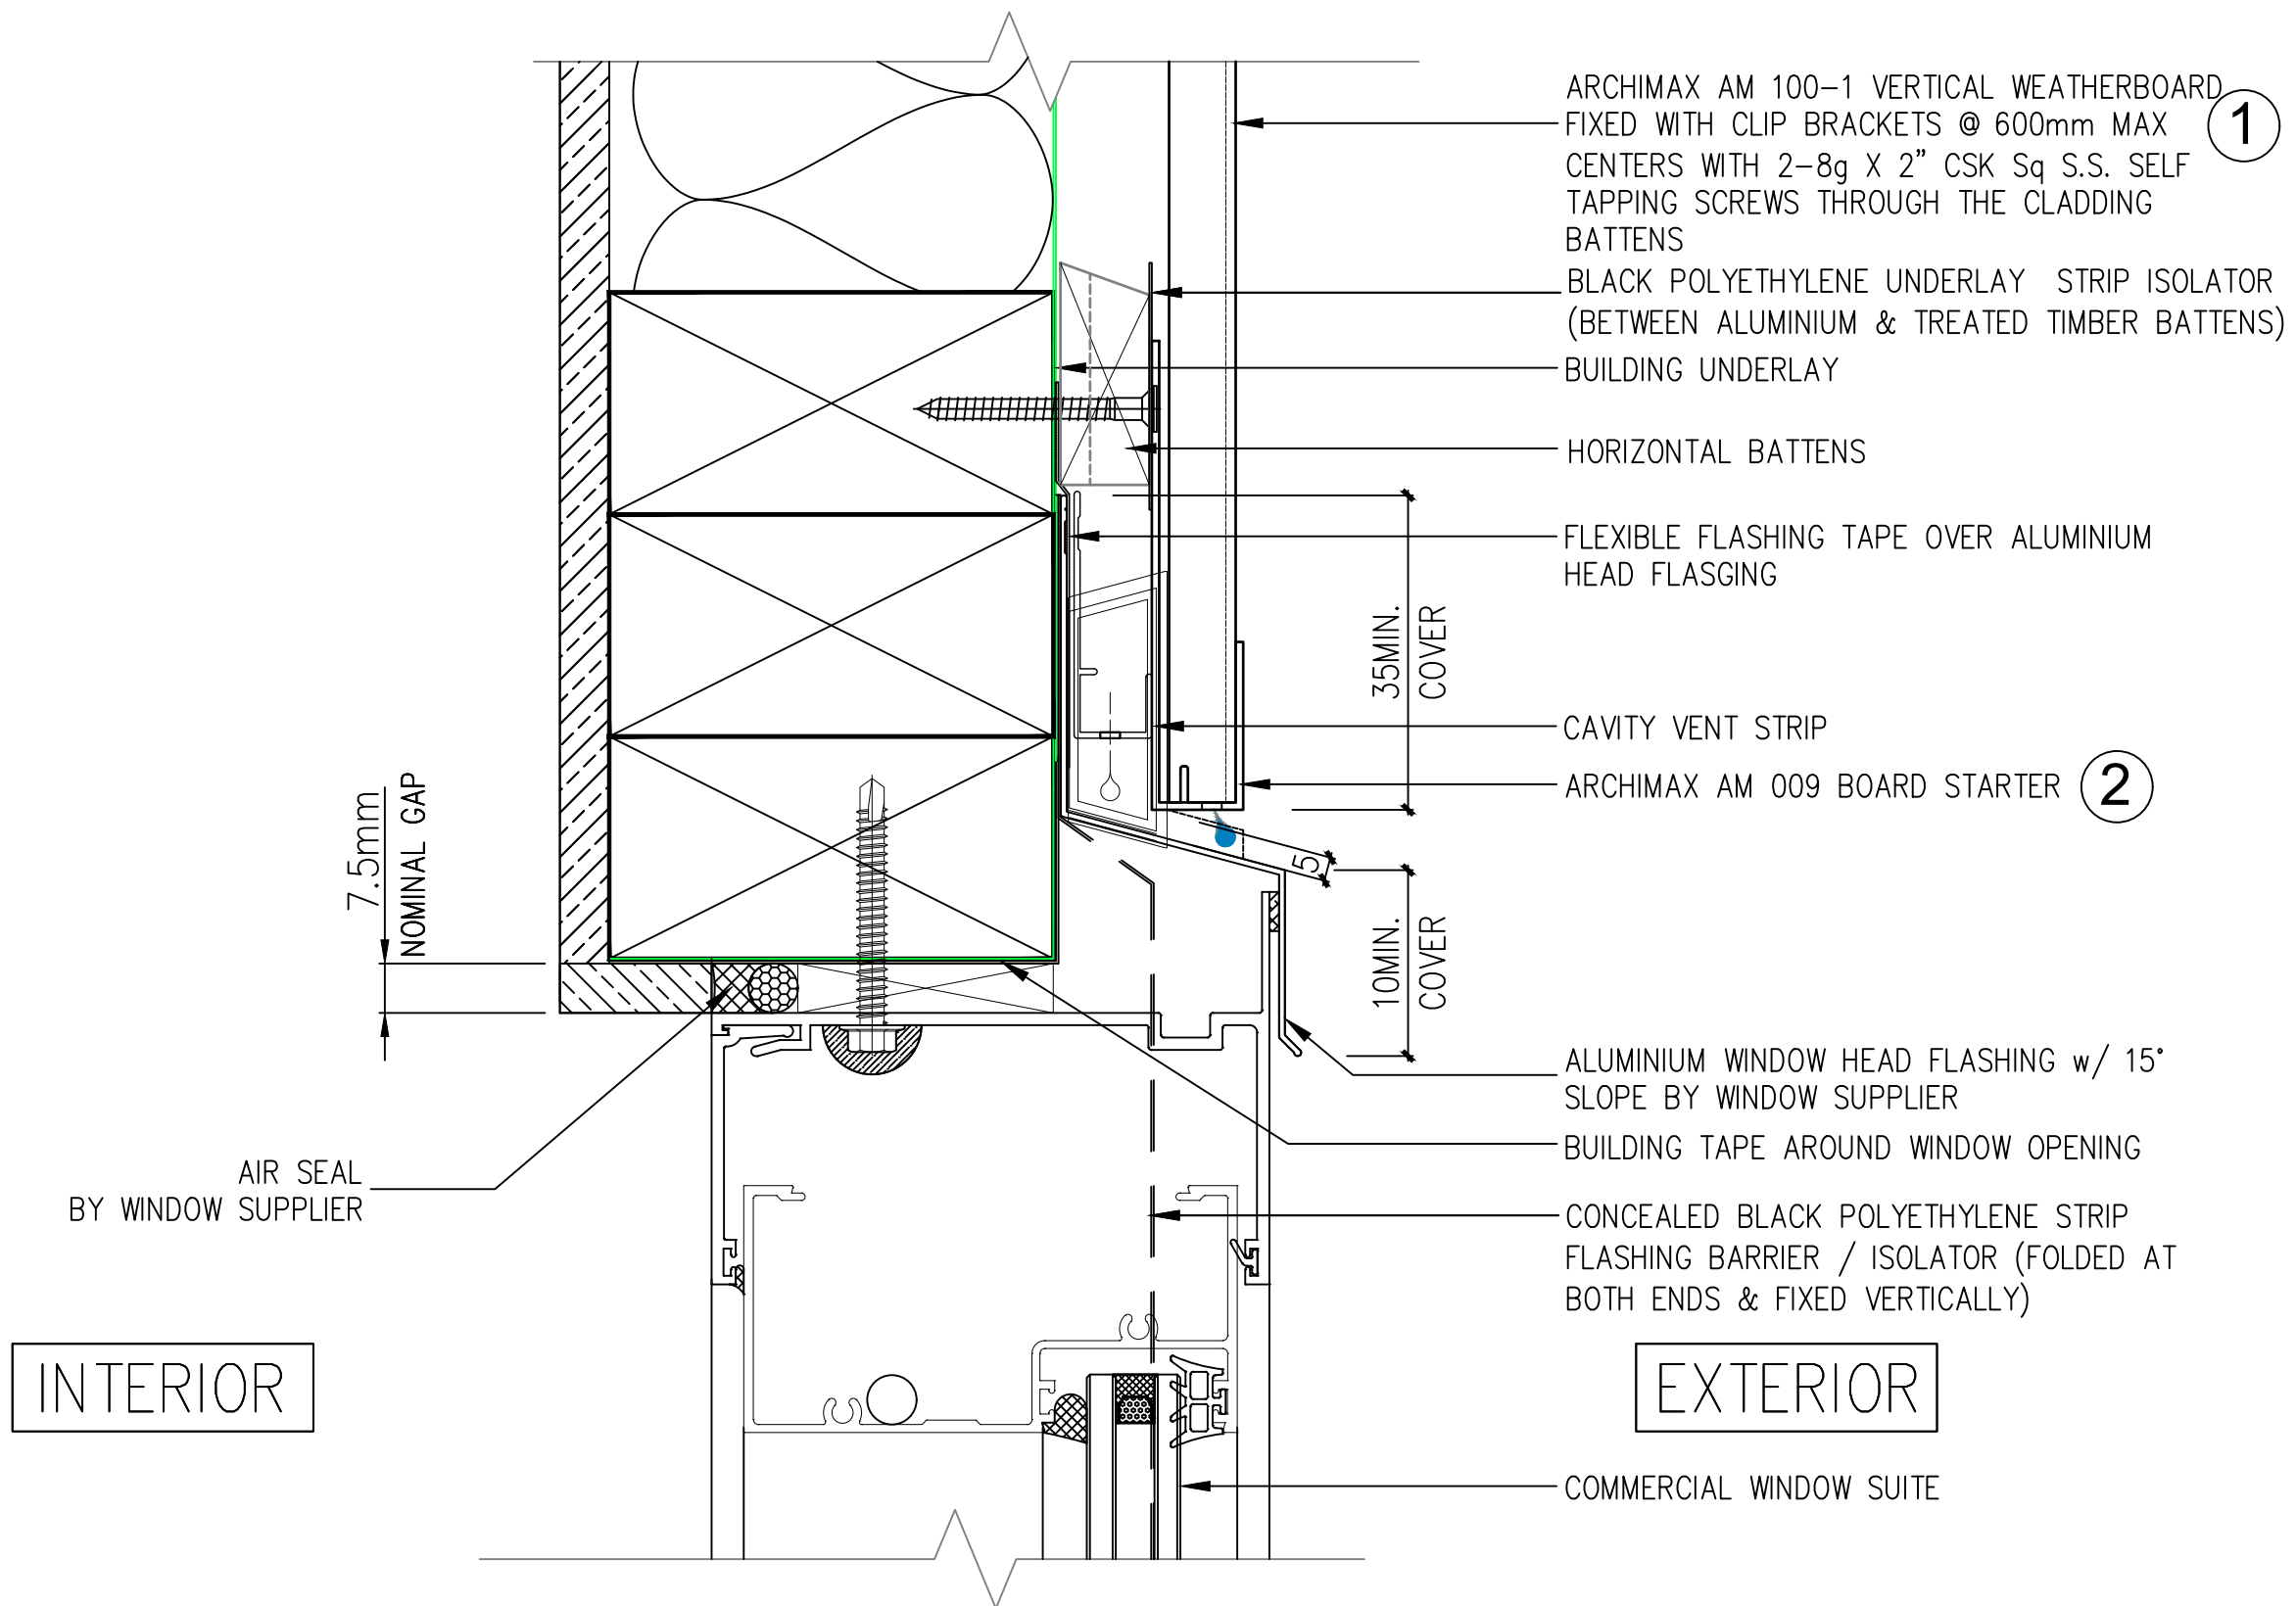 ARCHIMAX AM 100-1 VERTICAL WEATHERBOARD
FIXED WITH CLIP BRACKETS @ 600mm MAX
CENTERS WITH 2-8g X 2" CSK Sq S.S. SELF
TAPPING SCREWS THROUGH THE CLADDING
BATTENS
1
BLACK POLYETHYLENE UNDERLAY STRIP ISOLATOR
(BETWEEN ALUMINIUM & TREATED TIMBER BATTENS)
BUILDING UNDERLAY
HORIZONTAL BATTENS
FLEXIBLE FLASHING TAPE OVER ALUMINIUM
HEAD FLASGING
35MIN.
COVER
CAVITY VENT STRIP
ARCHIMAX AM 009 BOARD STARTER
2
7.5mm
NOMINAL GAP
5
10MIN.
COVER
ALUMINIUM WINDOW HEAD FLASHING w/ 15°
SLOPE BY WINDOW SUPPLIER
BUILDING TAPE AROUND WINDOW OPENING
AIR SEAL
BY WINDOW SUPPLIER
CONCEALED BLACK POLYETHYLENE STRIP
FLASHING BARRIER / ISOLATOR (FOLDED AT
BOTH ENDS & FIXED VERTICALLY)
INTERIOR
EXTERIOR
COMMERCIAL WINDOW SUITE